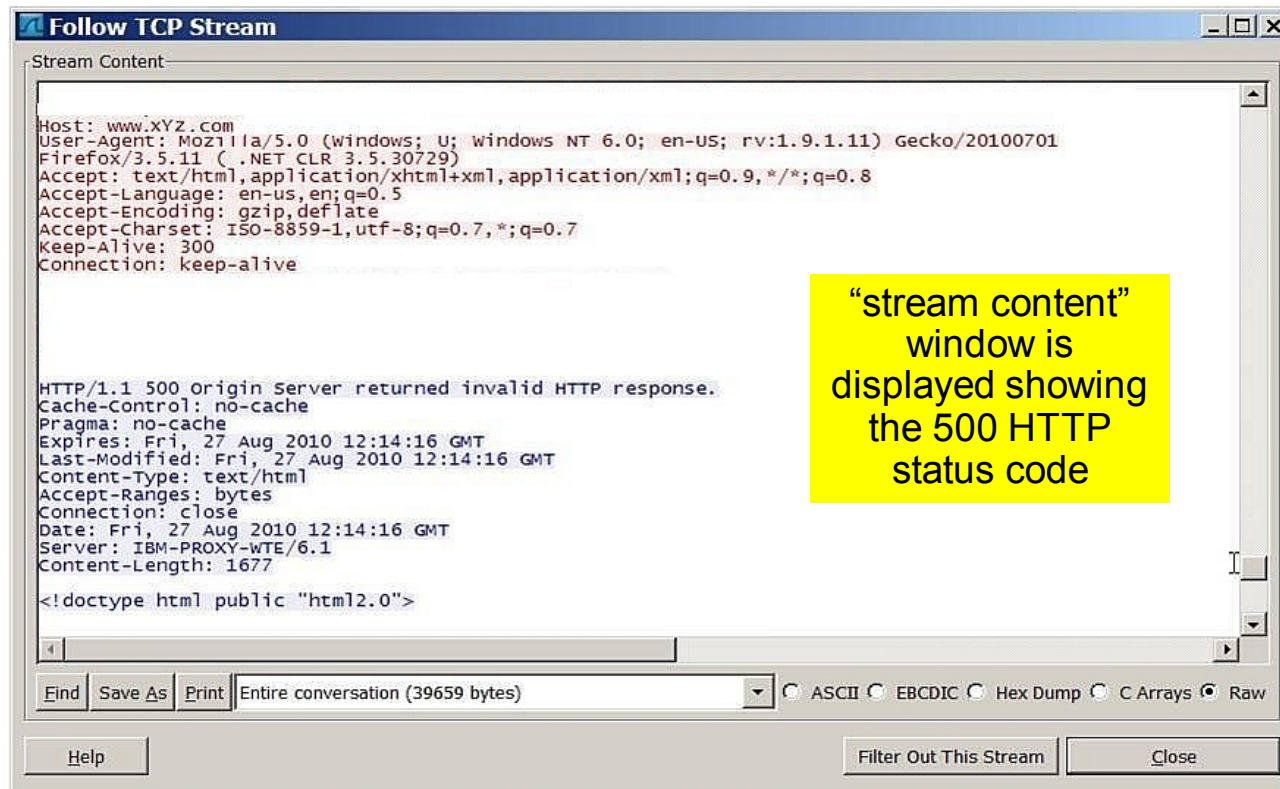 Follow TCP Stream
Stream Content
Host: www.xYz.com
User-Agent: Mozilla/5.0 (Windows; U; Windows NT 6.0; en-US; rv:1.9.1.11) Gecko/20100701
Firefox/3.5.11 ( .NET CLR 3.5.30729)
Accept: text/html,application/xhtml+xml,application/xml;q=0.9,*/*;q=0.8
Accept-Language: en-us,en;q=0.5
Accept-Encoding: gzip,deflate
Accept-Charset: ISO-8859-1,utf-8;q=0.7,*;q=0.7
Keep-Alive: 300
Connection: keep-alive
“stream content”
window is
displayed showing
the 500 HTTP
status code
HTTP/1.1 500 Origin Server returned invalid HTTP response.
Cache-Control: no-cache
Pragma: no-cache
Expires: Fri, 27 Aug 2010 12:14:16 GMT
Last-Modified: Fri, 27 Aug 2010 12:14:16 GMT
Content-Type: text/html
Accept-Ranges: bytes
Connection: close
Date: Fri, 27 Aug 2010 12:14:16 GMT
Server: IBM-PROXY-WTE/6.1
Content-Length: 1677
<!doctype html public "html2.0">
Find Save As Print Entire conversation (39659 bytes) ASCII EBCDIC Hex Dump C Arrays Raw
Help Filter Out This Stream Close